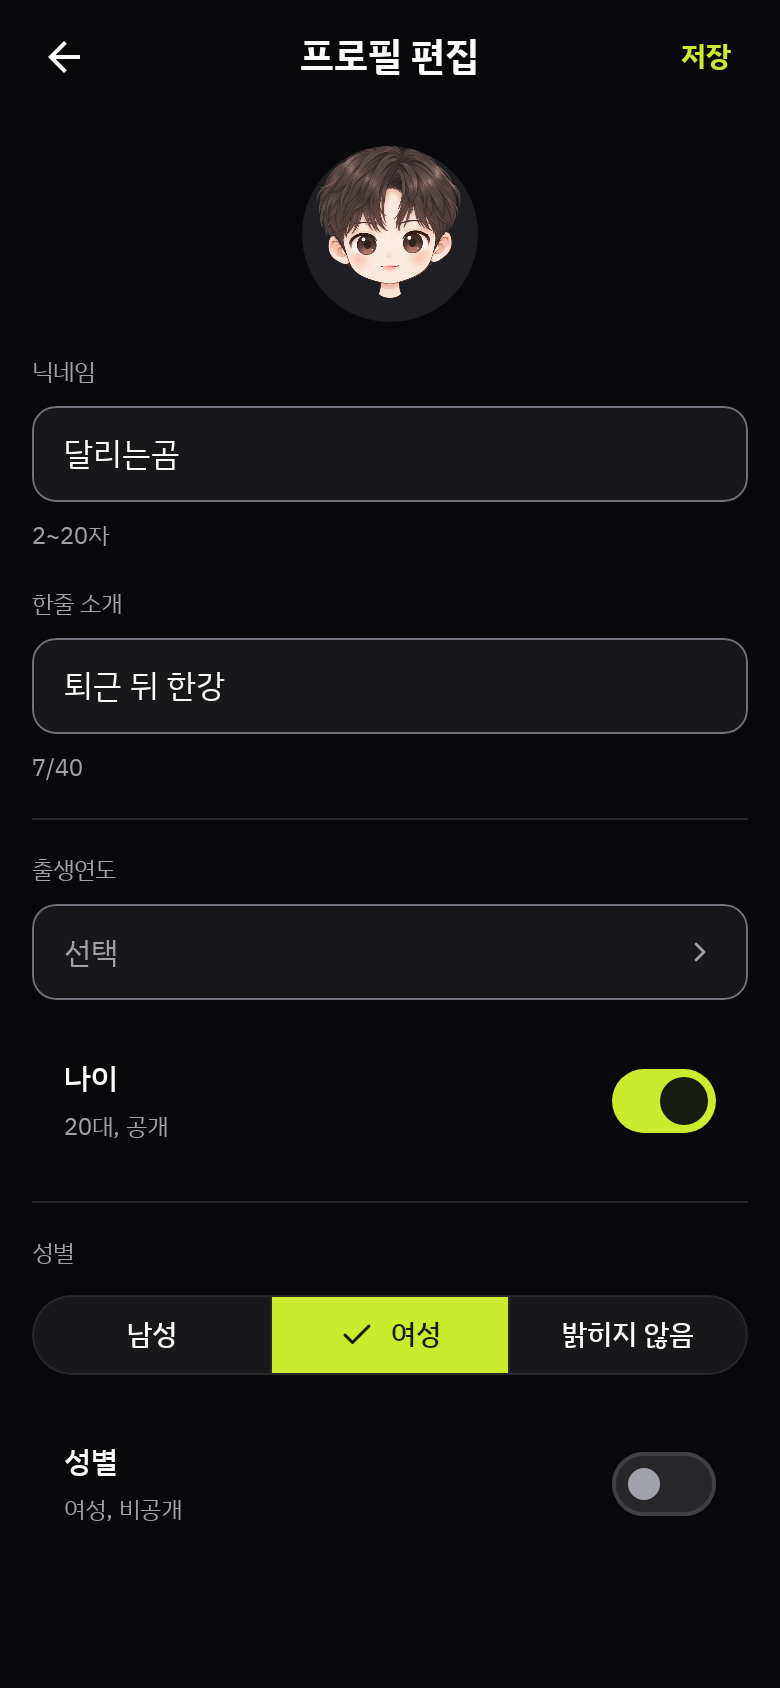 프로필 편집
저장
닉네임
달리는곰
2~20자
한줄 소개
퇴근 뒤 한강
7/40
출생연도
선택
나이
20대, 공개
성별
남성
여성
밝히지 않음
성별
여성, 비공개